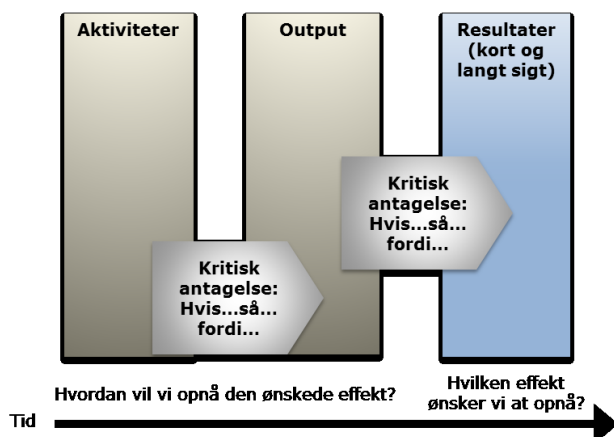 Aktiviteter
Output
Resultater
(kort og
langt sigt)
Kritisk
antagelse:
Hvis...så...
fordi...
Kritisk
antagelse:
Hvis...så...
fordi...
Hvordan vil vi opnå den ønskede effekt?
Hvilken effekt
ønsker vi at opnå?
Tid